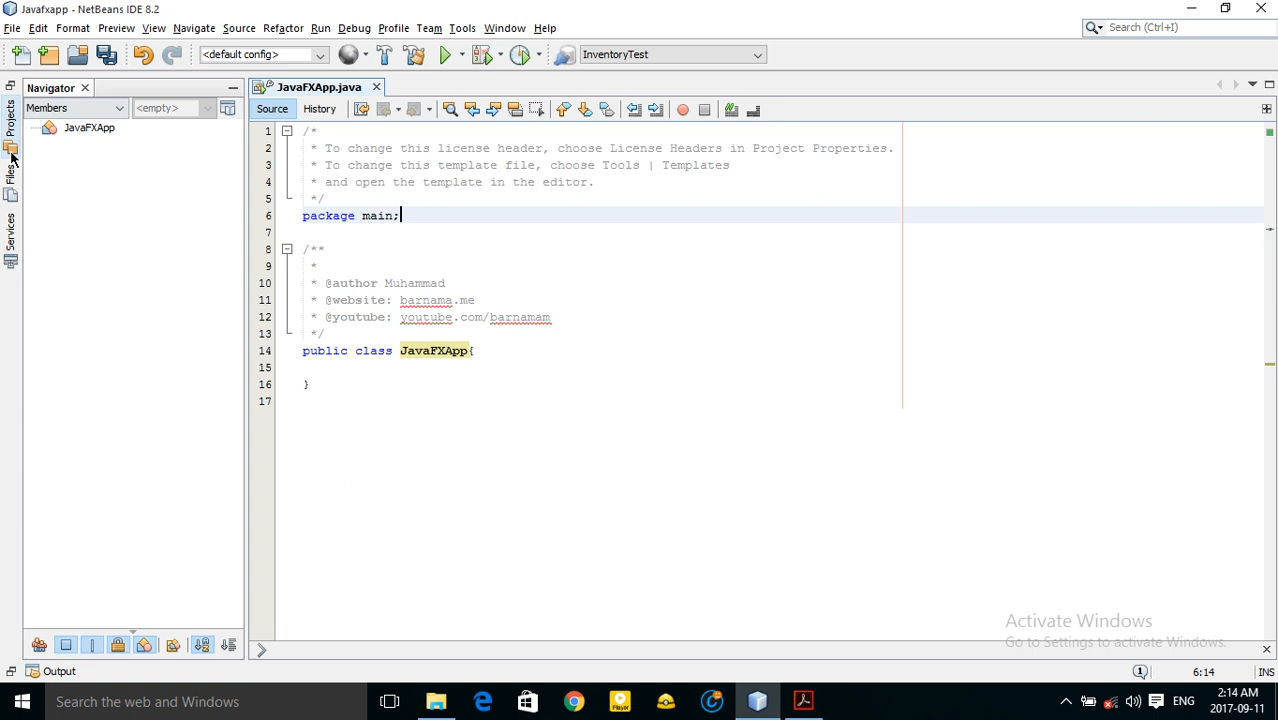 Javafxapp - NetBeans IDE 8.2
File Edit Format Preview View Navigate Source Refactor Run Debug Profile Team Tools Window Help
Search (Ctrl+I)
<default config>
InventoryTest
Projects
Files
Services
Navigator
Members
<empty>
JavaFXApp
JavaFXApp.java
Source History
1 /*
2 * To change this license header, choose License Headers in Project Properties.
3 * To change this template file, choose Tools | Templates
4 * and open the template in the editor.
5 */
6 package main;
7
8 /**
9 *
10 * @author Muhammad
11 * @website: barnama.me
12 * @youtube: youtube.com/barnamam
13 */
14 public class JavaFXApp{
15
16 }
17
Activate Windows
Go to Settings to activate Windows.
Output
6:14 INS
Search the web and Windows
Player
ENG
2:14 AM
2017-09-11